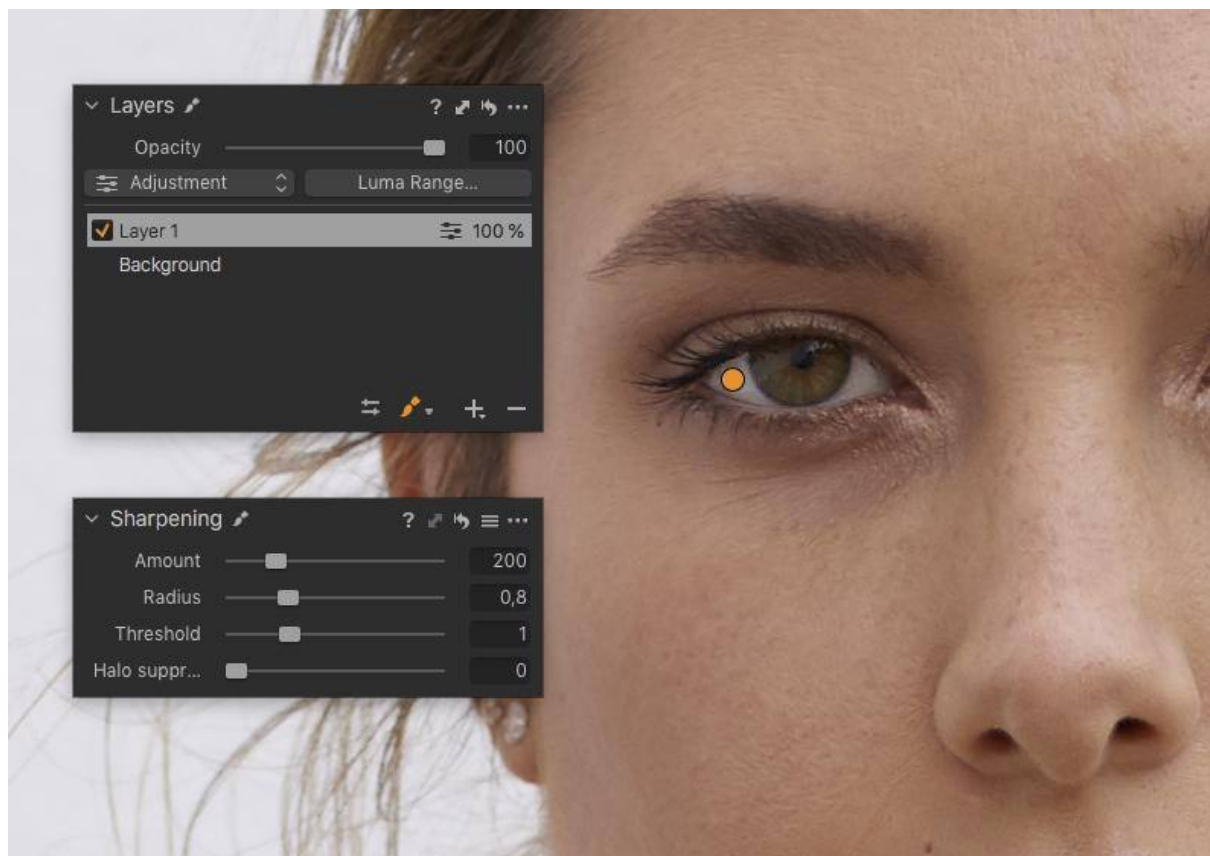 Layers ?
Opacity 100
Adjustment Luma Range...
Layer 1 100 %
Background
Sharpening ?
Amount 200
Radius 0,8
Threshold 1
Halo suppr... 0